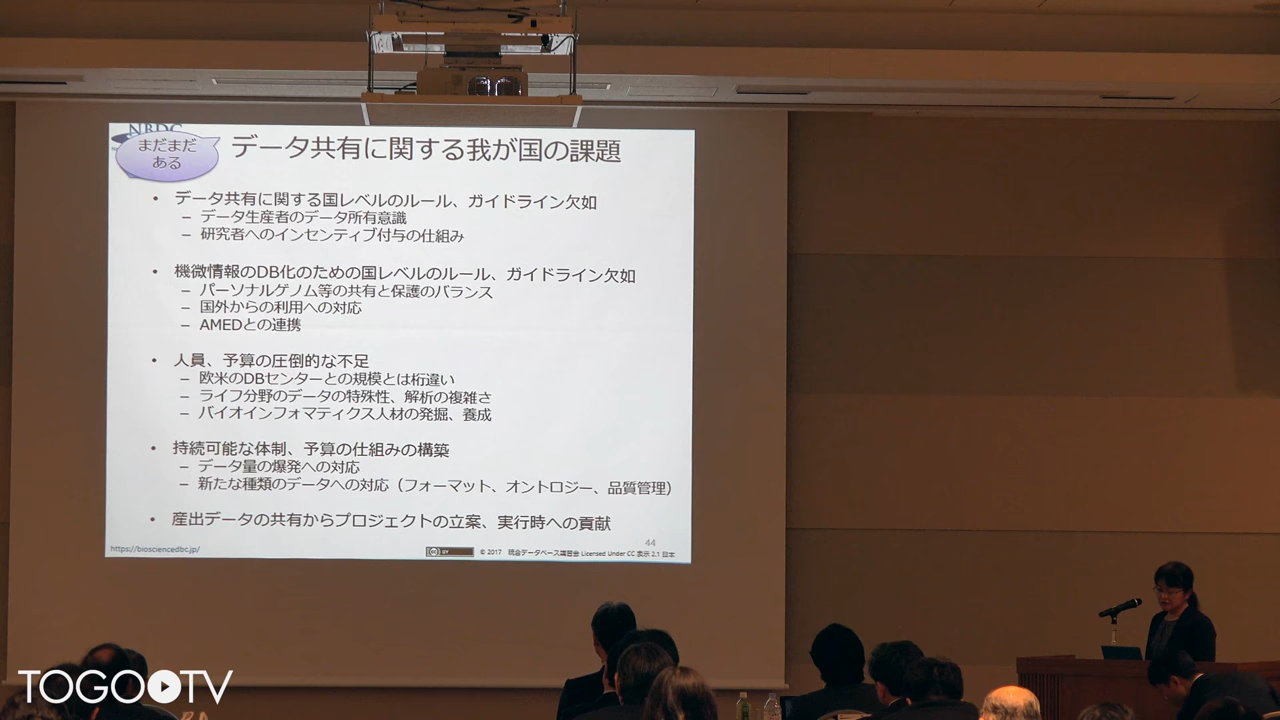 NBDC
まだまだ
ある
データ共有に関する我が国の課題
• データ共有に関する国レベルのルール、ガイドライン欠如
– データ生産者のデータ所有意識
– 研究者へのインセンティブ付与の仕組み
• 機微情報のDB化のための国レベルのルール、ガイドライン欠如
– パーソナルゲノム等の共有と保護のバランス
– 国外からの利用への対応
– AMEDとの連携
• 人員、予算の圧倒的な不足
– 欧米のDBセンターとの規模とは桁違い
– ライフ分野のデータの特殊性、解析の複雑さ
– バイオインフォマティクス人材の発掘、養成
• 持続可能な体制、予算の仕組みの構築
– データ量の爆発への対応
– 新たな種類のデータへの対応（フォーマット、オントロジー、品質管理）
• 産出データの共有からプロジェクトの立案、実行時への貢献
44
https://biosciencedbc.jp/
cc BY © 2017 統合データベース講習会 Licensed Under CC 表示 2.1 日本
TOGO TV